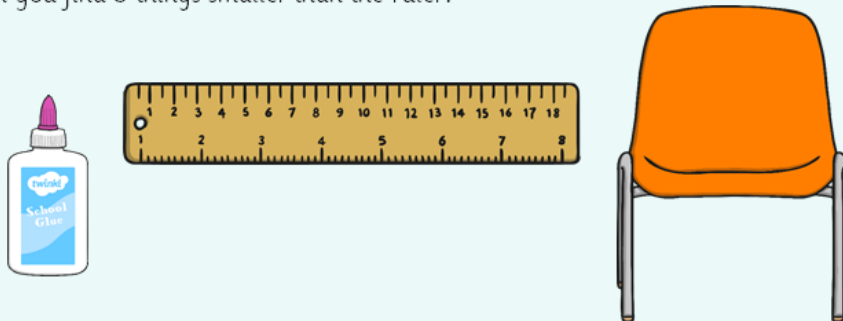 you find 3 things smaller than the ruler?
twinkl
School
Glue
1 2 3 4 5 6 7 8 9 10 11 12 13 14 15 16 17 18
1 2 3 4 5 6 7 8